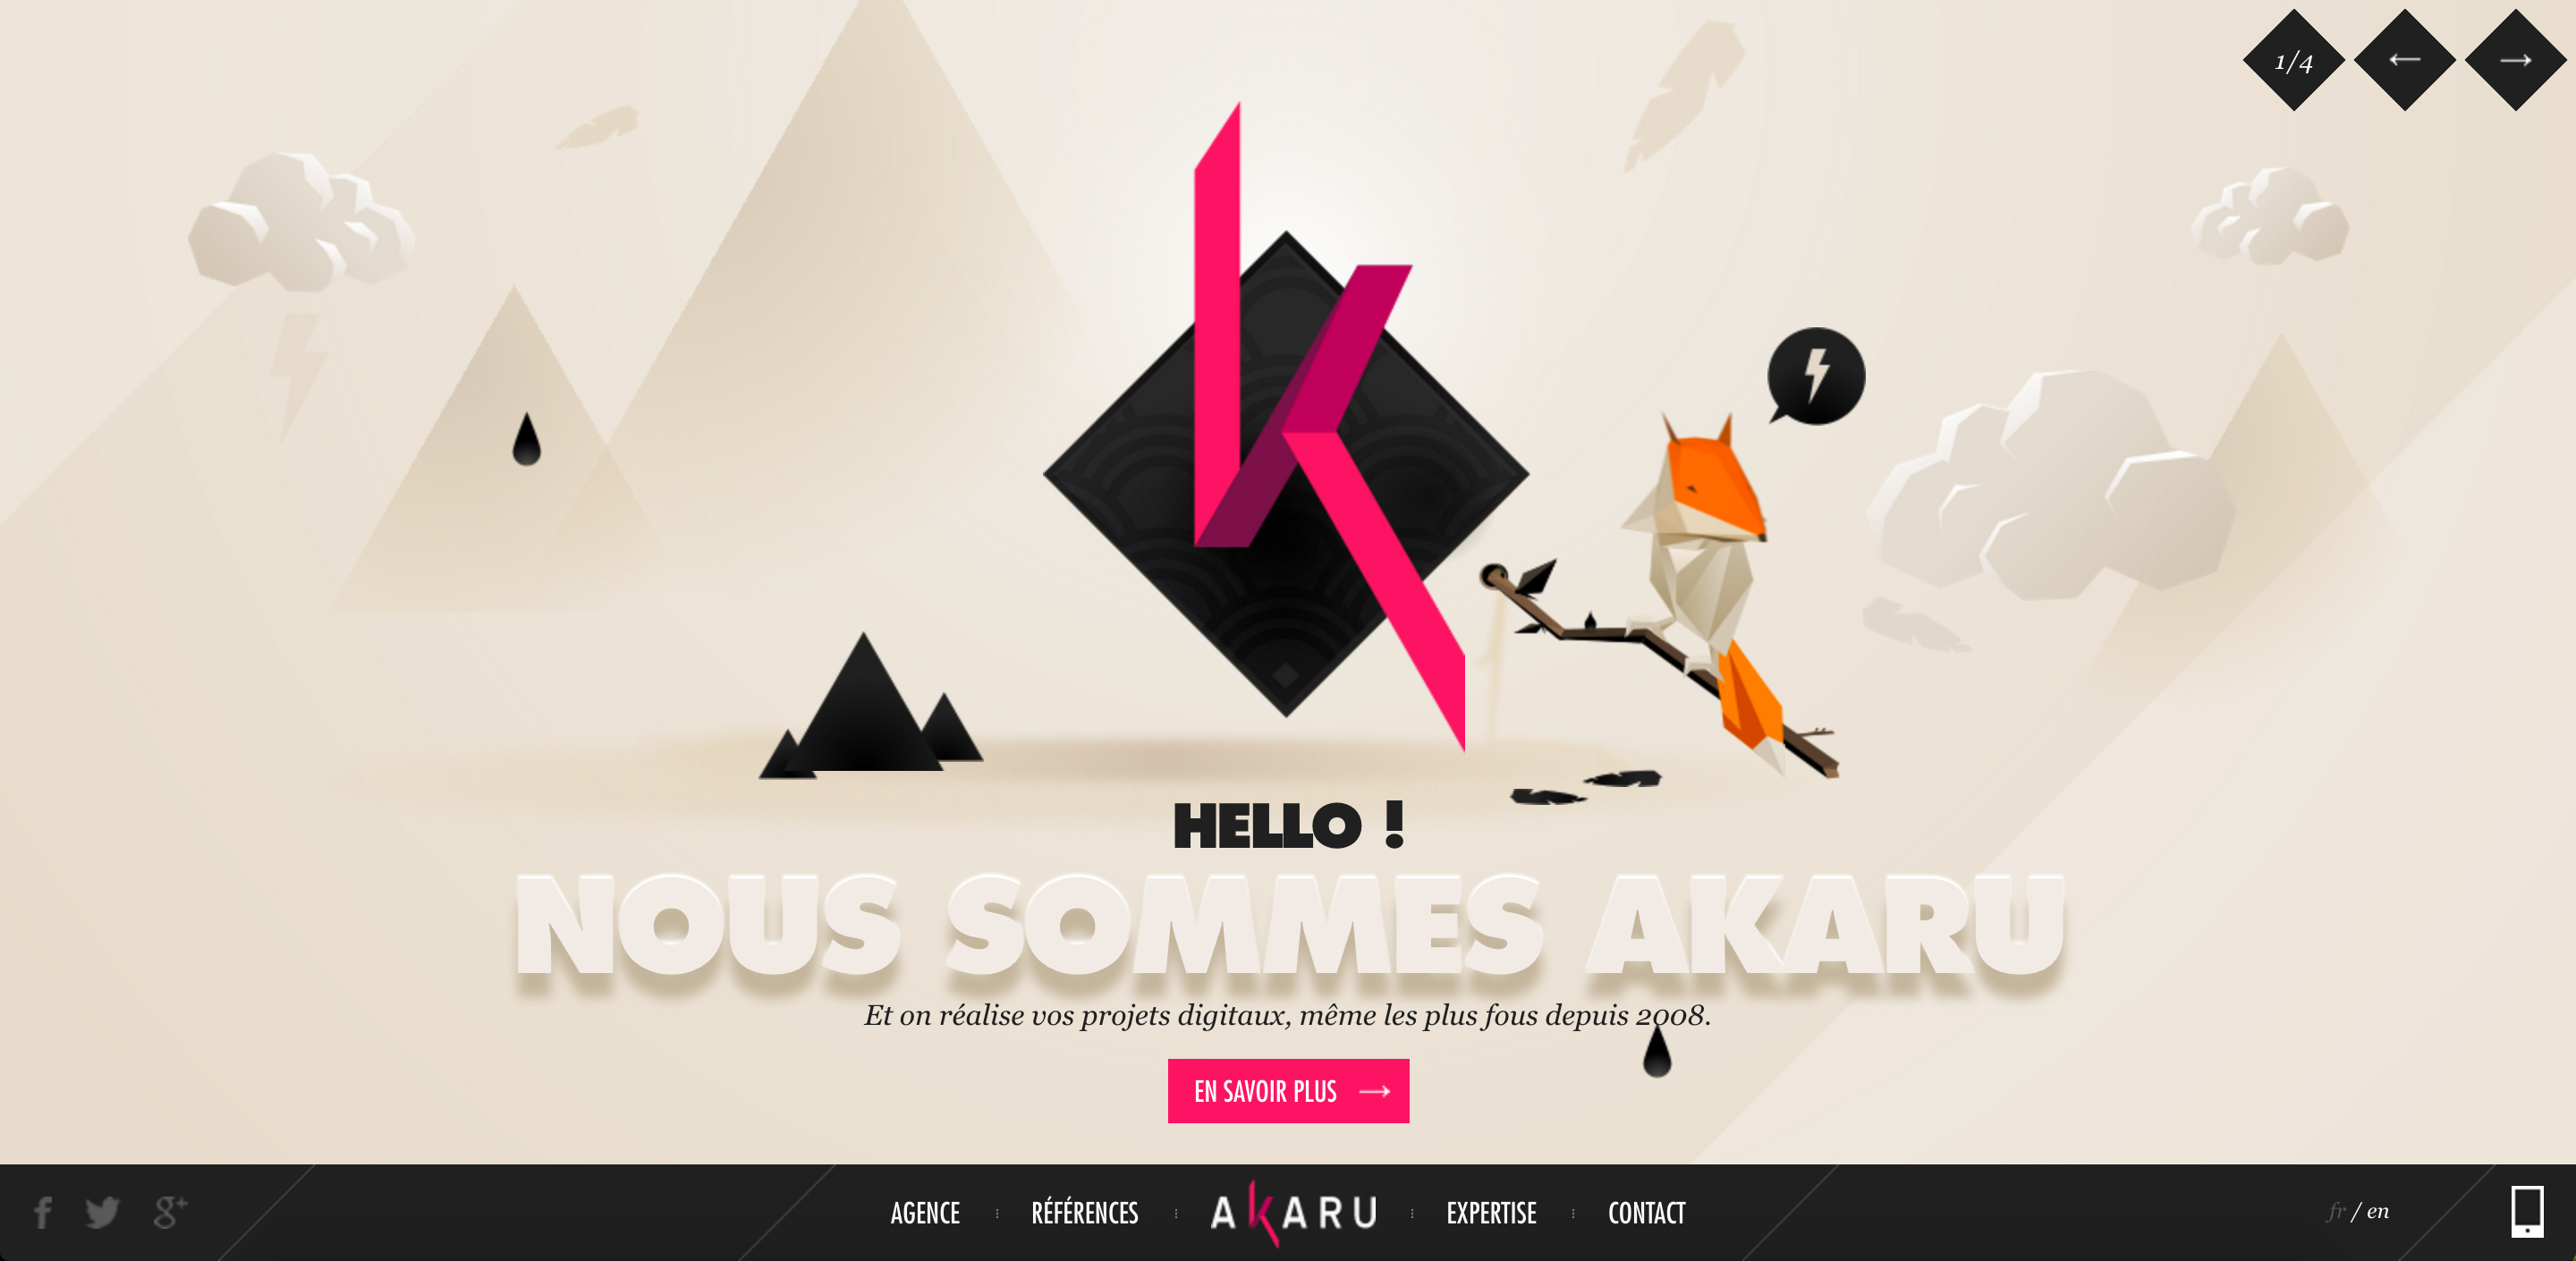 1/4
HELLO !
NOUS SOMMES AKARU
Et on réalise vos projets digitaux, même les plus fous depuis 2008.
EN SAVOIR PLUS
AGENCE
RÉFÉRENCES
AKARU
EXPERTISE
CONTACT
fr / en